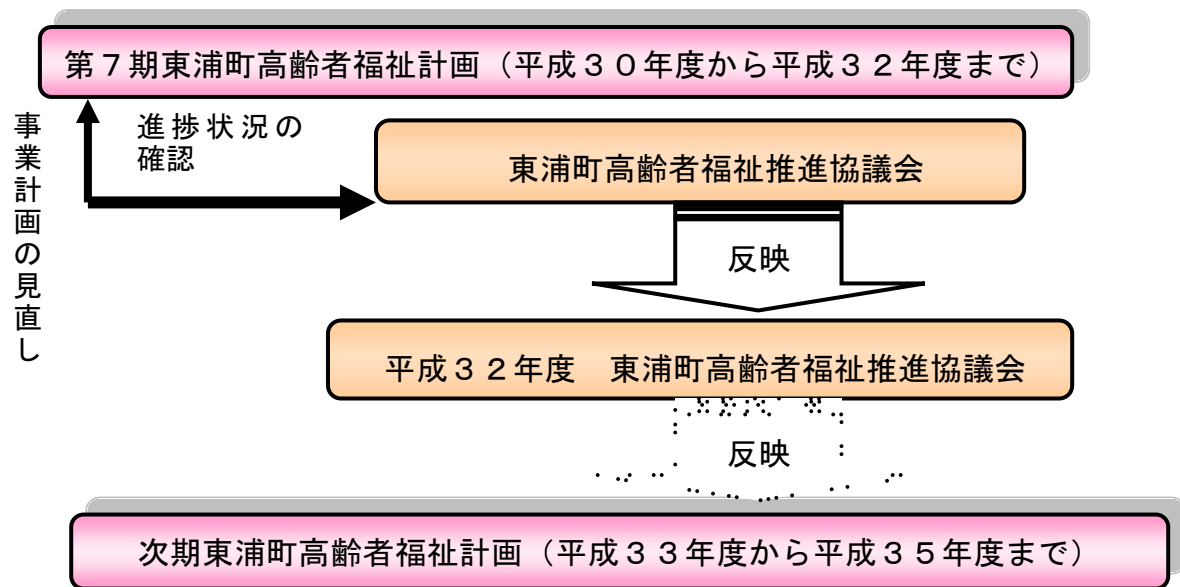 第７期東浦町高齢者福祉計画（平成３０年度から平成３２年度まで）
事業計画の見直し
進捗状況の
確認
東浦町高齢者福祉推進協議会
反映
平成３２年度　東浦町高齢者福祉推進協議会
反映
次期東浦町高齢者福祉計画（平成３３年度から平成３５年度まで）